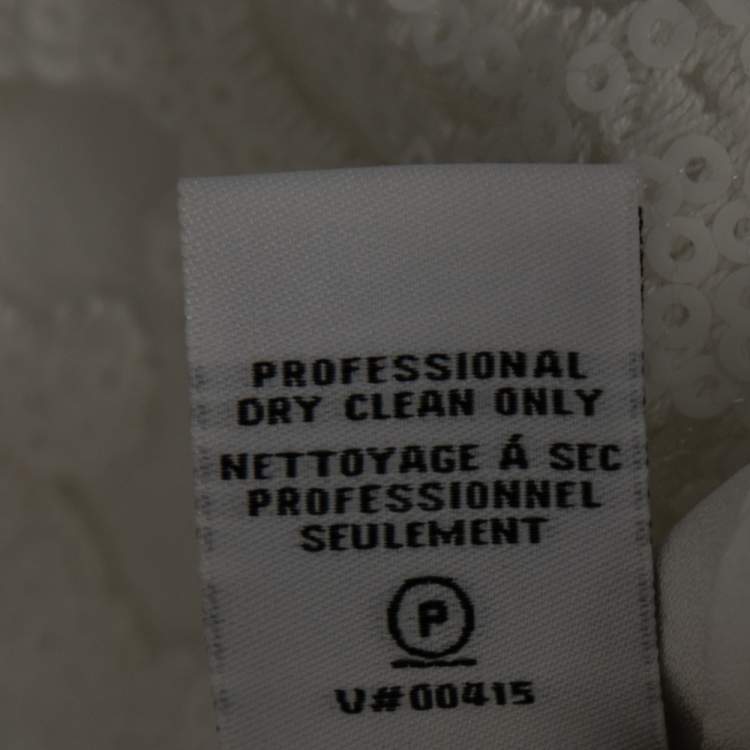 PROFESSIONAL
DRY CLEAN ONLY
NETTOYAGE Á SEC
PROFESSIONNEL
SEULEMENT
P
V#00415